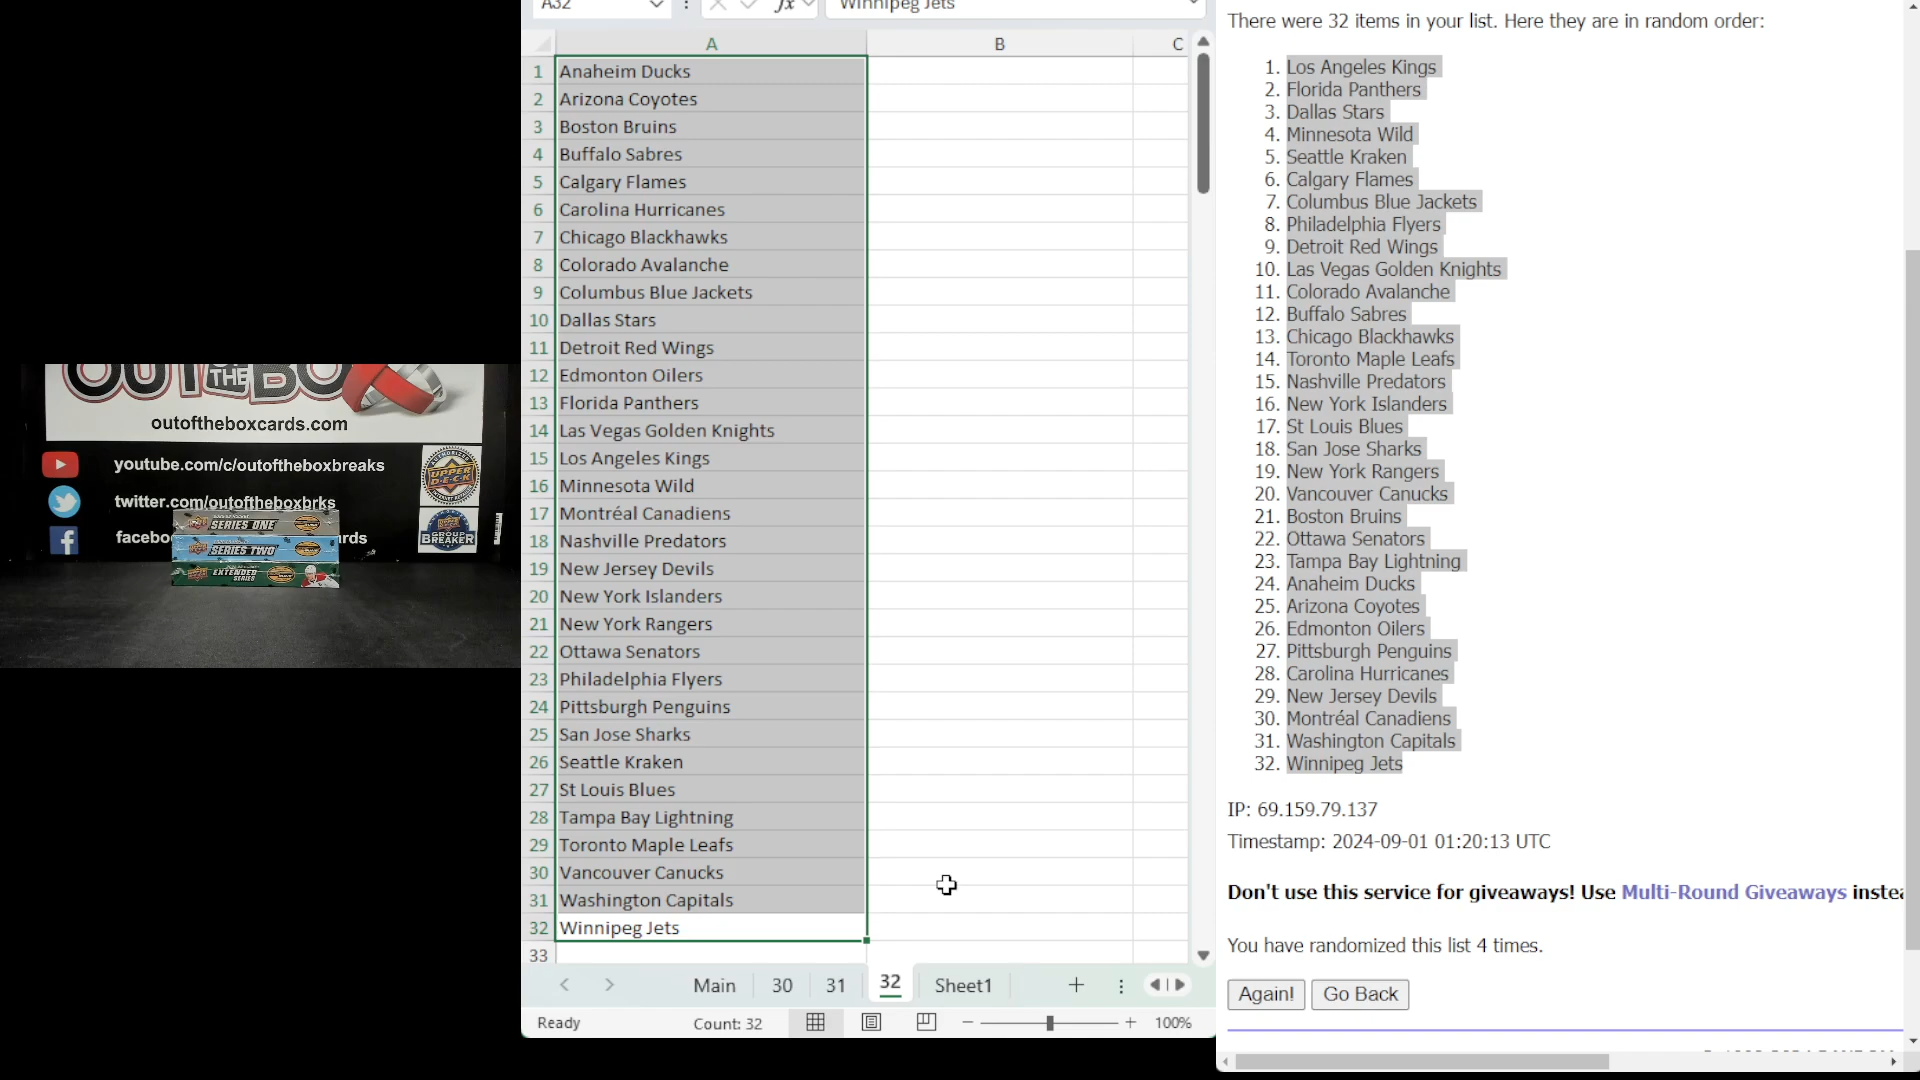 OUT OF THE BOX
outoftheboxcards.com
youtube.com/c/outoftheboxbreaks
twitter.com/outoftheboxbrks
facebo
rds
UPPER DECK
GROUP BREAKER
SERIES ONE
SERIES TWO
EXTENDED SERIES
A32
fx
Winnipeg Jets
A B C
1 Anaheim Ducks
2 Arizona Coyotes
3 Boston Bruins
4 Buffalo Sabres
5 Calgary Flames
6 Carolina Hurricanes
7 Chicago Blackhawks
8 Colorado Avalanche
9 Columbus Blue Jackets
10 Dallas Stars
11 Detroit Red Wings
12 Edmonton Oilers
13 Florida Panthers
14 Las Vegas Golden Knights
15 Los Angeles Kings
16 Minnesota Wild
17 Montréal Canadiens
18 Nashville Predators
19 New Jersey Devils
20 New York Islanders
21 New York Rangers
22 Ottawa Senators
23 Philadelphia Flyers
24 Pittsburgh Penguins
25 San Jose Sharks
26 Seattle Kraken
27 St Louis Blues
28 Tampa Bay Lightning
29 Toronto Maple Leafs
30 Vancouver Canucks
31 Washington Capitals
32 Winnipeg Jets
33
Main 30 31 32 Sheet1
Ready Count: 32 100%
There were 32 items in your list. Here they are in random order:
1. Los Angeles Kings
2. Florida Panthers
3. Dallas Stars
4. Minnesota Wild
5. Seattle Kraken
6. Calgary Flames
7. Columbus Blue Jackets
8. Philadelphia Flyers
9. Detroit Red Wings
10. Las Vegas Golden Knights
11. Colorado Avalanche
12. Buffalo Sabres
13. Chicago Blackhawks
14. Toronto Maple Leafs
15. Nashville Predators
16. New York Islanders
17. St Louis Blues
18. San Jose Sharks
19. New York Rangers
20. Vancouver Canucks
21. Boston Bruins
22. Ottawa Senators
23. Tampa Bay Lightning
24. Anaheim Ducks
25. Arizona Coyotes
26. Edmonton Oilers
27. Pittsburgh Penguins
28. Carolina Hurricanes
29. New Jersey Devils
30. Montréal Canadiens
31. Washington Capitals
32. Winnipeg Jets
IP: 69.159.79.137
Timestamp: 2024-09-01 01:20:13 UTC
Don't use this service for giveaways! Use Multi-Round Giveaways instea
You have randomized this list 4 times.
Again! Go Back